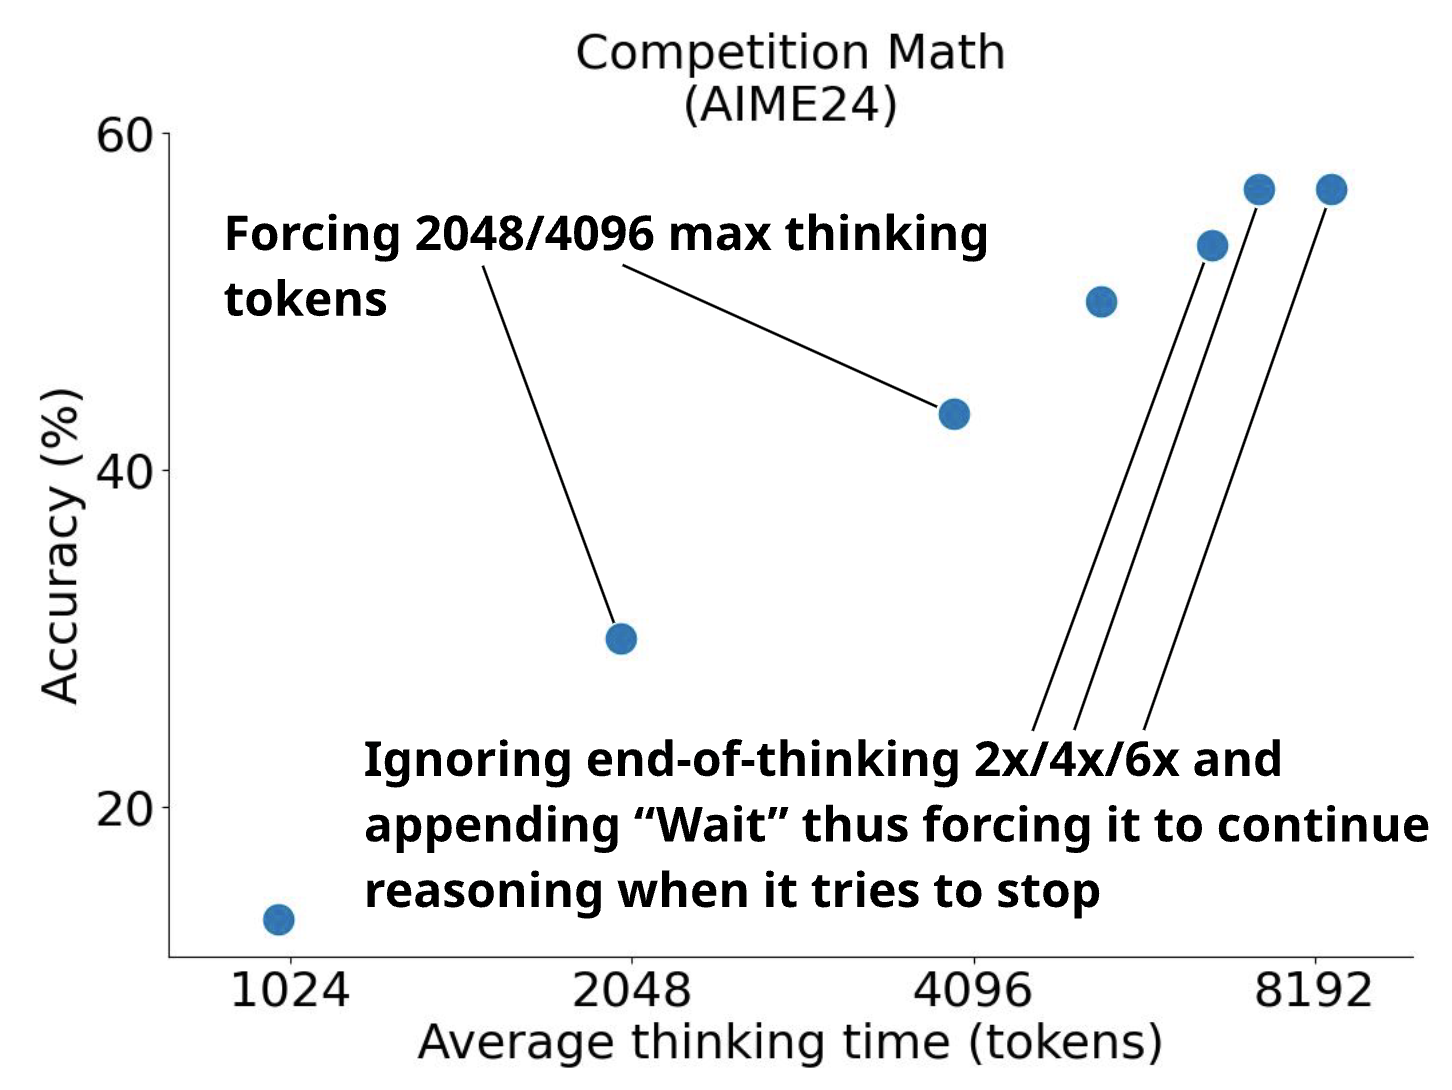 Competition Math
(AIME24)
60
Forcing 2048/4096 max thinking
tokens
40
Accuracy (%)
Ignoring end-of-thinking 2x/4x/6x and
appending “Wait” thus forcing it to continue
reasoning when it tries to stop
20
1024 2048 4096 8192
Average thinking time (tokens)